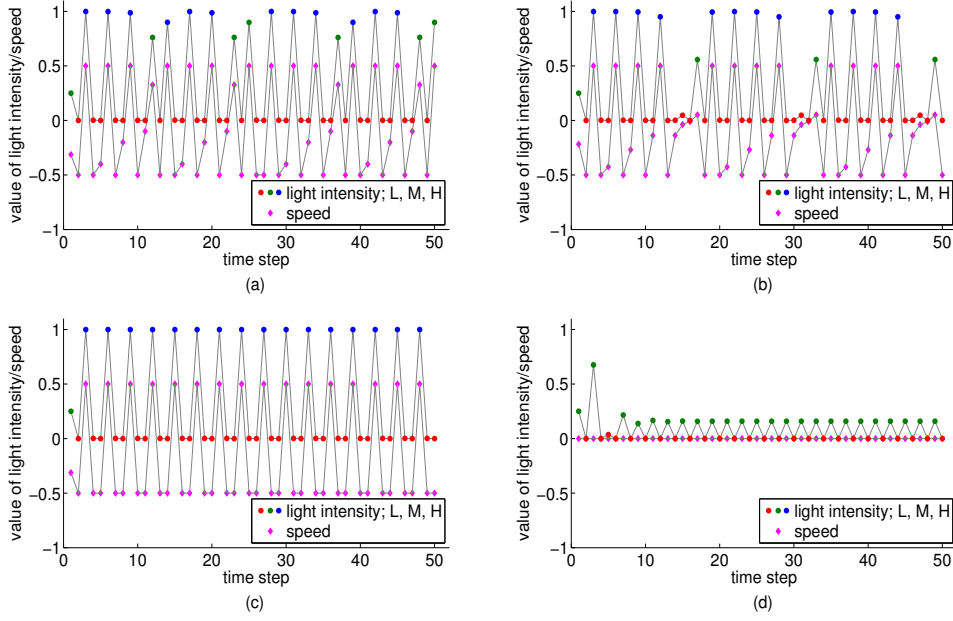 value of light intensity/speed
1
0.5
0
−0.5
−1
0 10 20 30 40 50
time step
light intensity; L, M, H
speed
(a)
value of light intensity/speed
1
0.5
0
−0.5
−1
0 10 20 30 40 50
time step
light intensity; L, M, H
speed
(b)
value of light intensity/speed
1
0.5
0
−0.5
−1
0 10 20 30 40 50
time step
light intensity; L, M, H
speed
(c)
value of light intensity/speed
1
0.5
0
−0.5
−1
0 10 20 30 40 50
time step
light intensity; L, M, H
speed
(d)